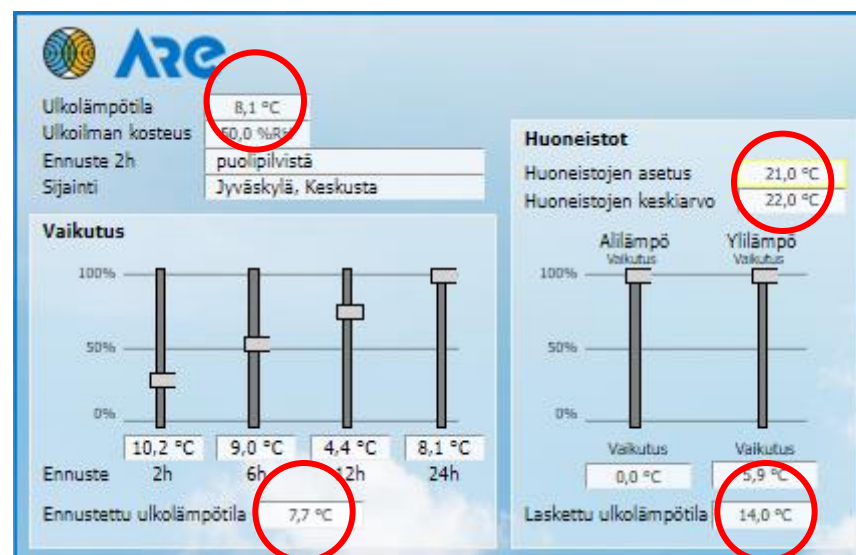 Are
Ulkolämpötila 8,1 °C
Ulkoilman kosteus 50,0 %RH
Ennuste 2h puolipilvistä
Sijainti Jyväskylä, Keskusta
Vaikutus
100%
50%
0%
10,2 °C 9,0 °C 4,4 °C 8,1 °C
Ennuste 2h 6h 12h 24h
Ennustettu ulkolämpötila 7,7 °C
Huoneistot
Huoneistojen asetus 21,0 °C
Huoneistojen keskiarvo 22,0 °C
Alilämpö Ylilämpö
Vaikutus Vaikutus
100%
50%
0%
Vaikutus Vaikutus
0,0 °C 5,9 °C
Laskettu ulkolämpötila 14,0 °C